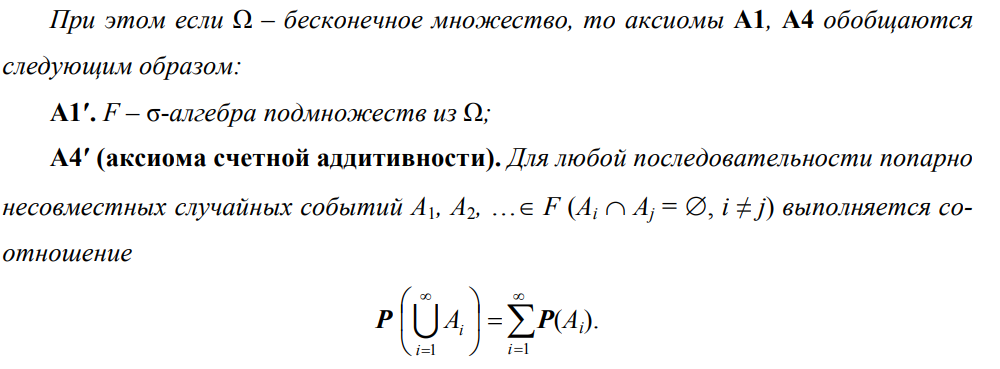 При этом если Ω – бесконечное множество, то аксиомы А1, А4 обобщаются
следующим образом:
А1′. F – σ-алгебра подмножеств из Ω;
А4′ (аксиома счетной аддитивности). Для любой последовательности попарно
несовместных случайных событий A₁, A₂, …∈ F (Aᵢ ∩ Aⱼ = ∅, i ≠ j) выполняется со-
отношение
P(⋃_{i=1}^{∞} Aᵢ) = ∑_{i=1}^{∞} P(Aᵢ).